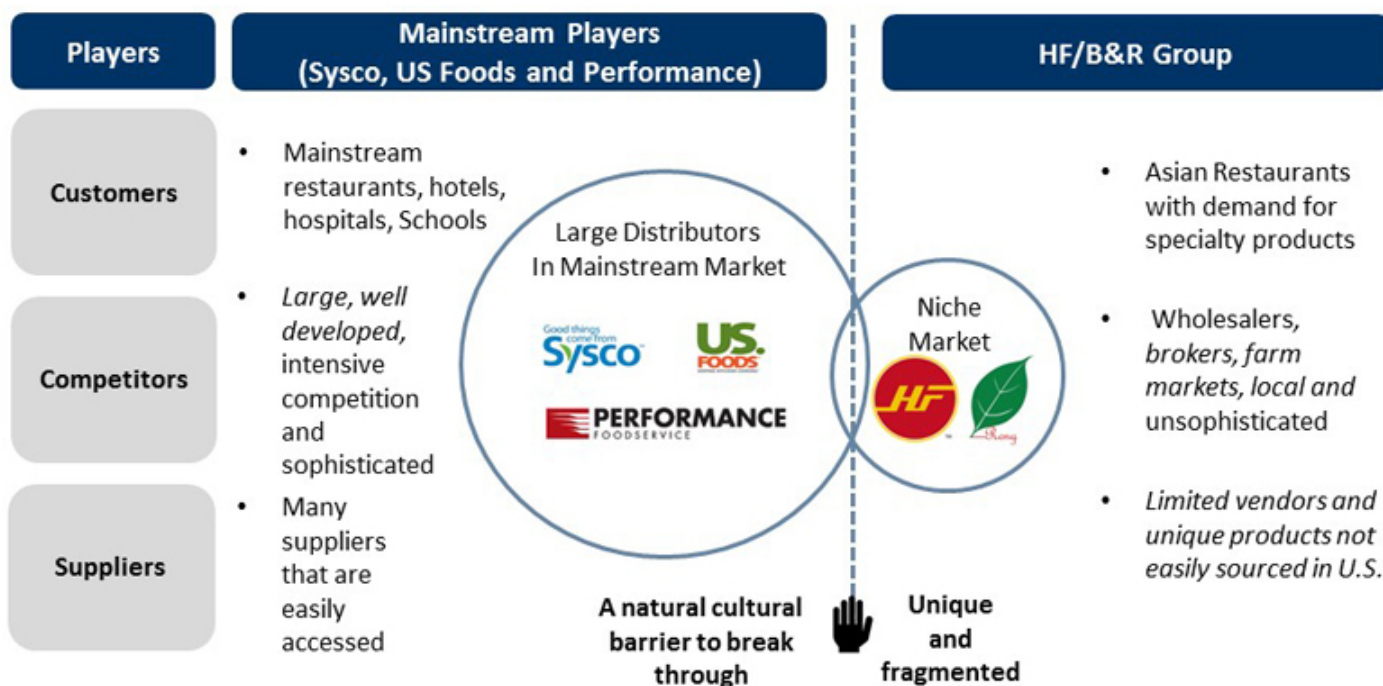 Players
Mainstream Players
(Sysco, US Foods and Performance)
HF/B&R Group
Customers
• Mainstream
restaurants, hotels,
hospitals, Schools
Competitors
• Large, well
developed,
intensive
competition
and
sophisticated
Suppliers
• Many
suppliers
that are
easily
accessed
Large Distributors
In Mainstream Market
Good things
come from
Sysco™
US.
FOODS
PERFORMANCE
FOODSERVICE
Niche
Market
HF
™
Rong
• Asian Restaurants
with demand for
specialty products
• Wholesalers,
brokers, farm
markets, local and
unsophisticated
• Limited vendors and
unique products not
easily sourced in U.S.
A natural cultural
barrier to break
through
Unique
and
fragmented